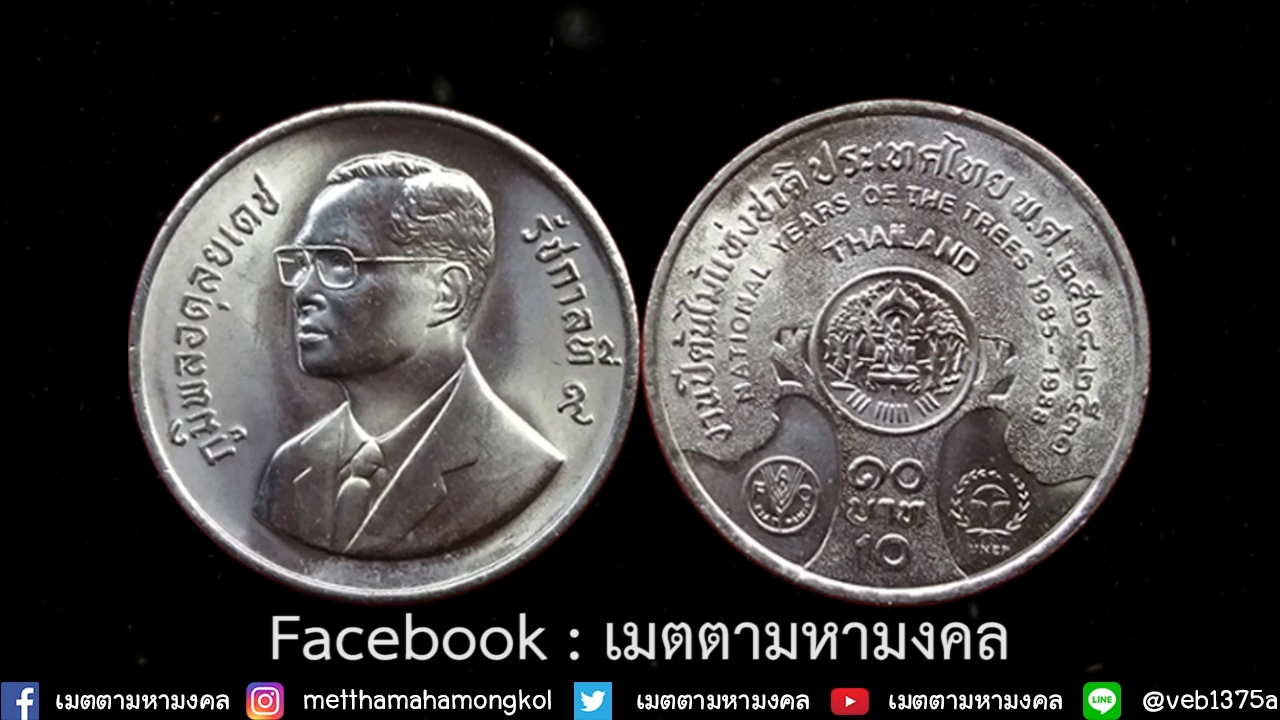 ภูมิพลอดุลยเดช
รัชกาลที่ ๙
งานปีต้นไม้แห่งชาติ ประเทศไทย พ.ศ.๒๕๒๘-๒๕๓๑
NATIONAL YEARS OF THE TREES 1985-1988
THAILAND
๑๐
บาท
10
UNEP
Facebook : เมตตามหามงคล
เมตตามหามงคล
metthamahamongkol
เมตตามหามงคล
เมตตามหามงคล
LINE
@veb1375a